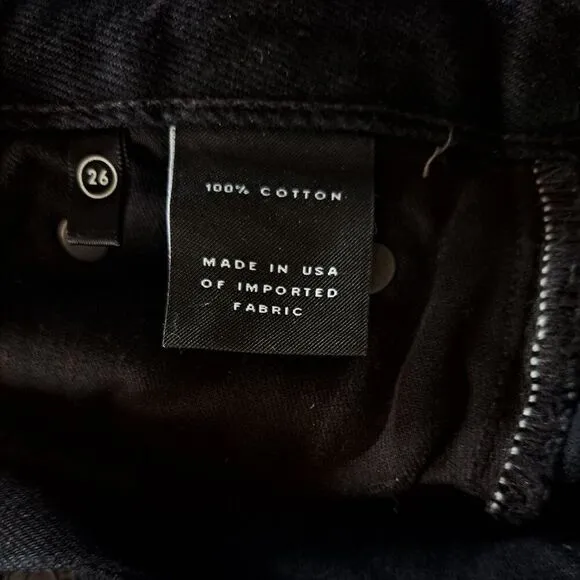 26
100% COTTON
MADE IN USA
OF IMPORTED
FABRIC